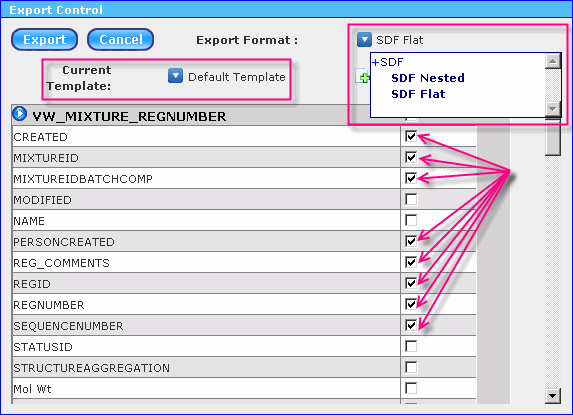 Export Control
Export Cancel Export Format : SDF Flat
+SDF
SDF Nested
SDF Flat
Current Template: Default Template
VW_MIXTURE_REGNUMBER
CREATED
MIXTUREID
MIXTUREIDBATCHCOMP
MODIFIED
NAME
PERSONCREATED
REG_COMMENTS
REGID
REGNUMBER
SEQUENCENUMBER
STATUSID
STRUCTUREAGGREGATION
Mol Wt